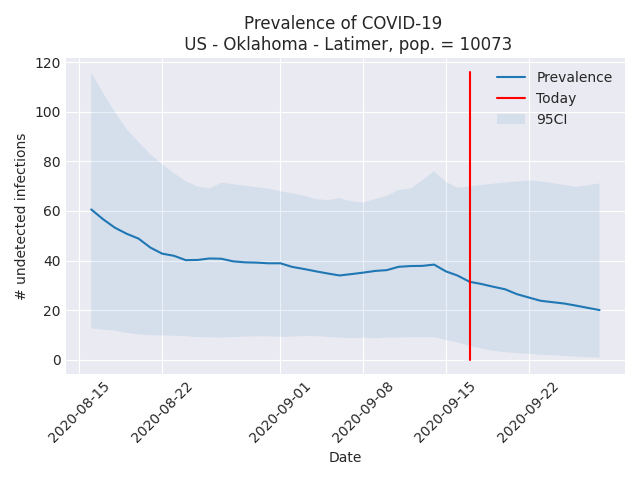 Prevalence of COVID-19
US - Oklahoma - Latimer, pop. = 10073
120
100
80
60
40
20
0
# undetected infections
Prevalence
Today
95CI
2020-08-15
2020-08-22
2020-09-01
2020-09-08
2020-09-15
2020-09-22
Date